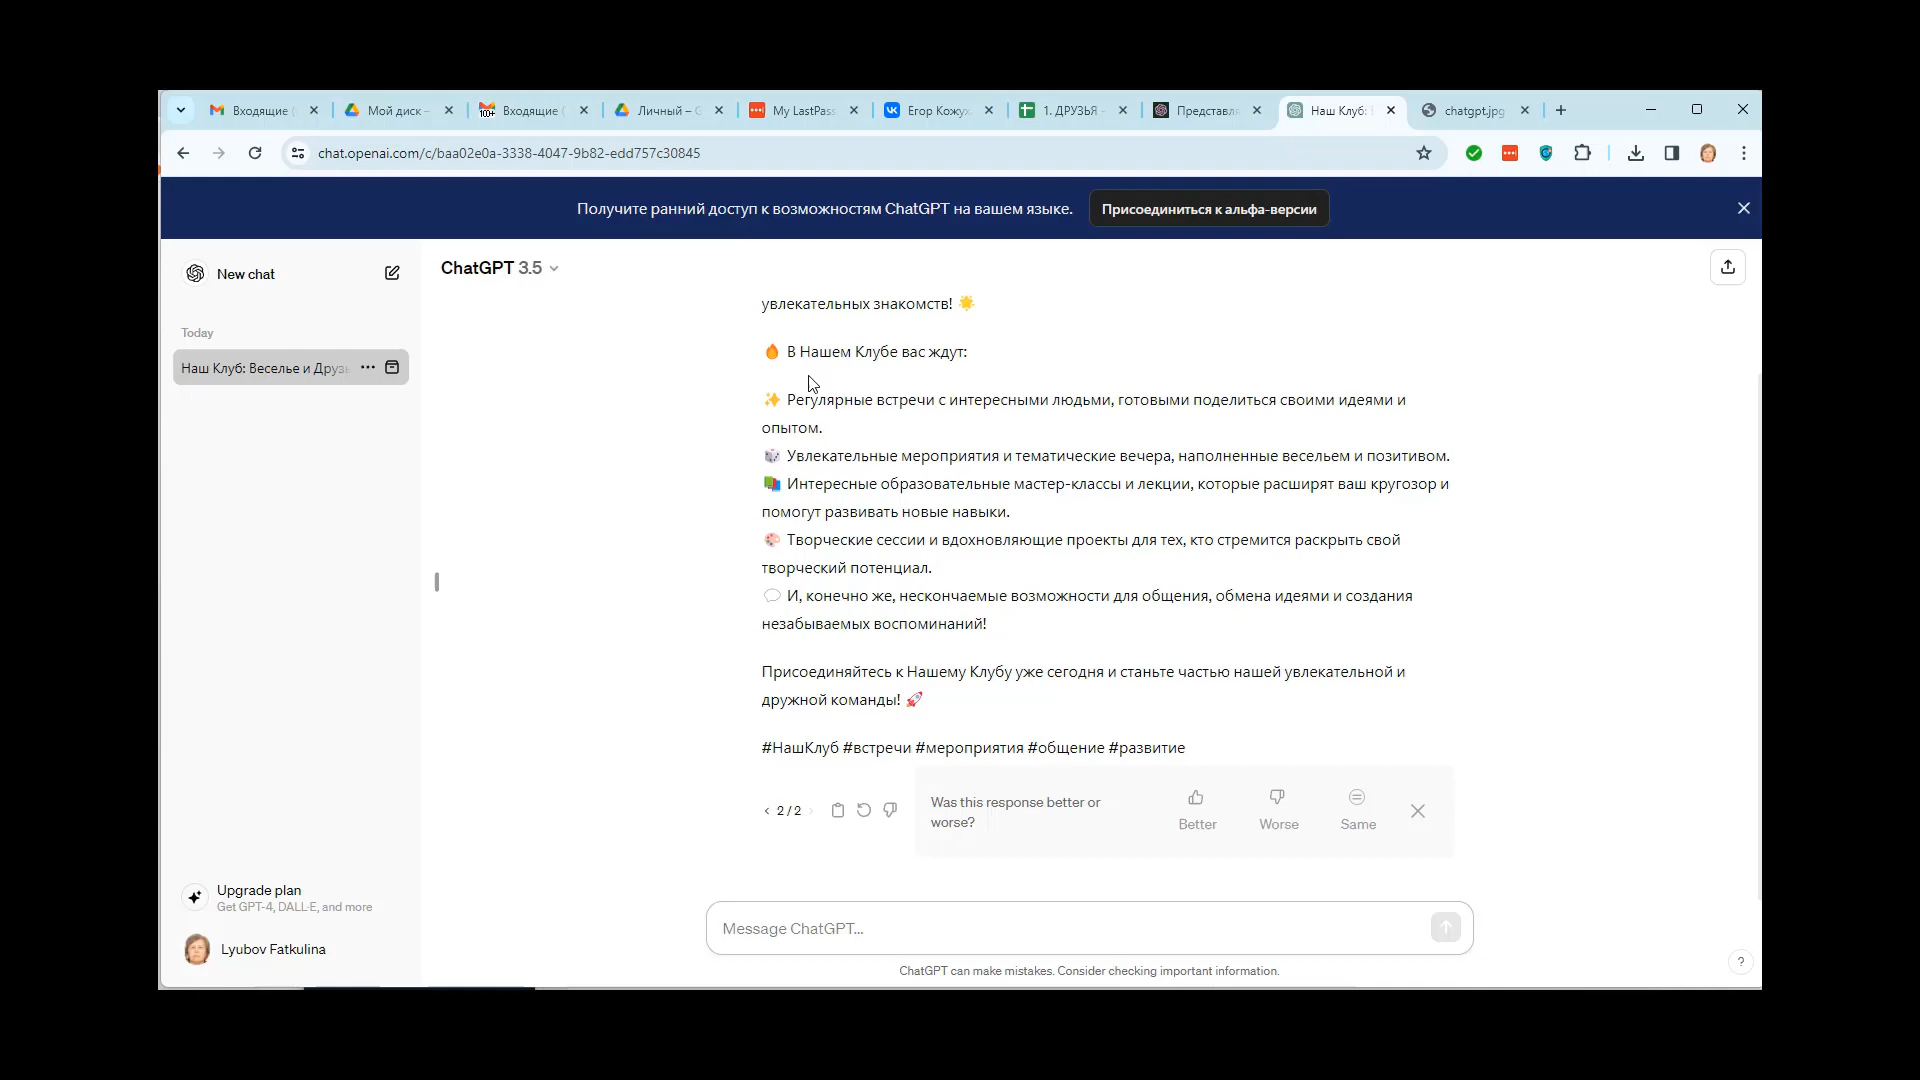 Входящие (
Мой диск –
100+
Входящие (
Личный – G
My LastPass
Егор Кожух
1. ДРУЗЬЯ -
Представля
Наш Клуб:
chatgpt.jpg
chat.openai.com/c/baa02e0a-3338-4047-9b82-edd757c30845
Получите ранний доступ к возможностям ChatGPT на вашем языке.
Присоединиться к альфа-версии
New chat
ChatGPT 3.5
увлекательных знакомств! 🌟
Today
Наш Клуб: Веселье и Друзь
🔥 В Нашем Клубе вас ждут:
✨ Регулярные встречи с интересными людьми, готовыми поделиться своими идеями и
опытом.
🎲 Увлекательные мероприятия и тематические вечера, наполненные весельем и позитивом.
📚 Интересные образовательные мастер-классы и лекции, которые расширят ваш кругозор и
помогут развивать новые навыки.
🎨 Творческие сессии и вдохновляющие проекты для тех, кто стремится раскрыть свой
творческий потенциал.
💬 И, конечно же, нескончаемые возможности для общения, обмена идеями и создания
незабываемых воспоминаний!
Присоединяйтесь к Нашему Клубу уже сегодня и станьте частью нашей увлекательной и
дружной команды! 🚀
#НашКлуб #встречи #мероприятия #общение #развитие
2 / 2
Was this response better or
worse?
Better
Worse
Same
Upgrade plan
Get GPT-4, DALL·E, and more
Lyubov Fatkulina
Message ChatGPT...
ChatGPT can make mistakes. Consider checking important information.
?